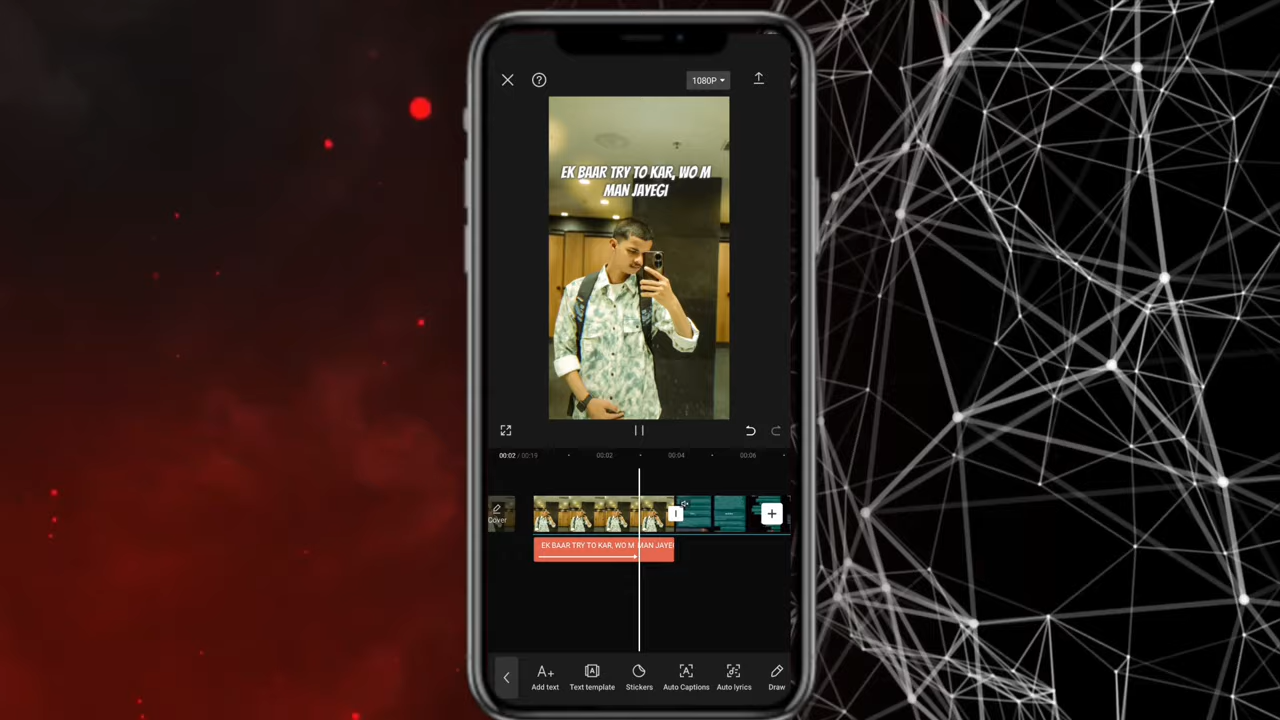 1080P
EK BAAR TRY TO KAR, WO M
MAN JAYEGI
00:02 / 00:19
00:02
00:04
00:06
Cover
EK BAAR TRY TO KAR, WO M MAN JAYEGI
Add text
Text template
Stickers
Auto Captions
Auto lyrics
Draw